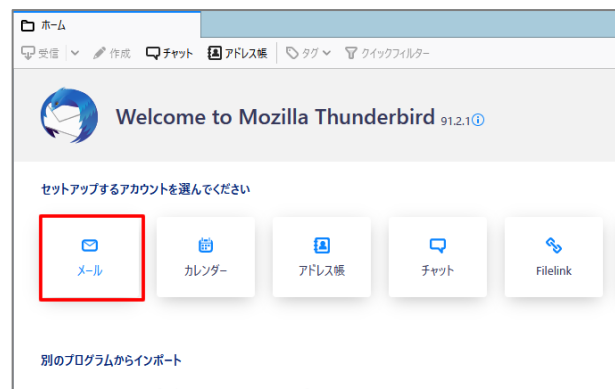 ホーム
受信 作成 チャット アドレス帳 タグ クイックフィルター
Welcome to Mozilla Thunderbird 91.2.1
セットアップするアカウントを選んでください
メール カレンダー アドレス帳 チャット Filelink
別のプログラムからインポート